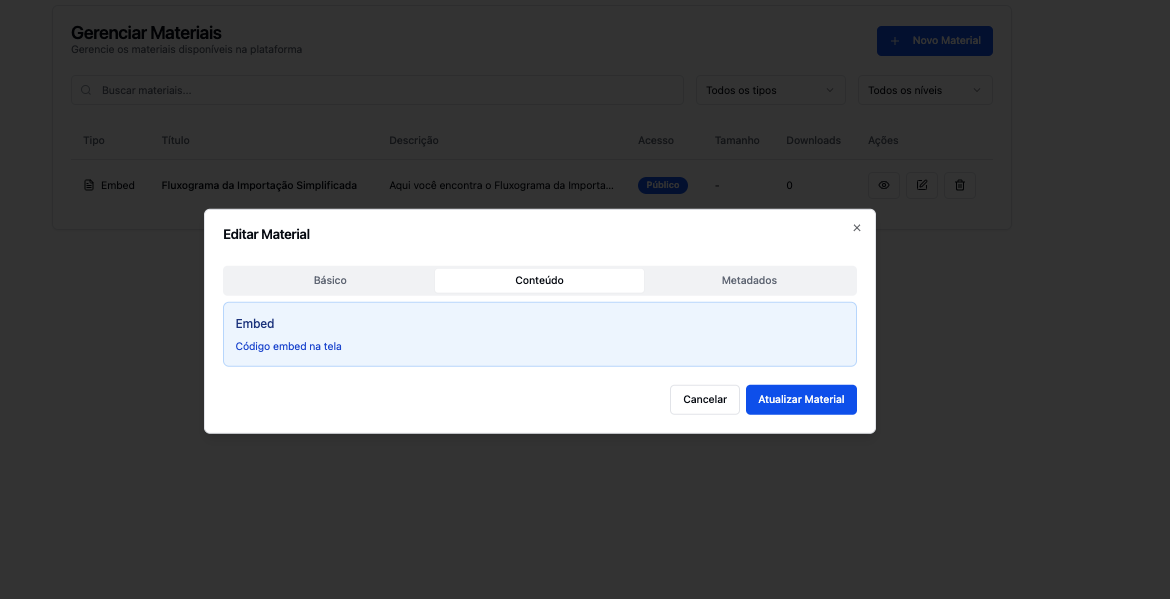 Gerenciar Materiais
Gerencie os materiais disponíveis na plataforma
+ Novo Material
Buscar materiais...
Todos os tipos
Todos os níveis
Tipo Título Descrição Acesso Tamanho Downloads Ações
Embed Fluxograma da Importação Simplificada Aqui você encontra o Fluxograma da Importa... Público - 0
Editar Material
Básico Conteúdo Metadados
Embed
Código embed na tela
Cancelar Atualizar Material